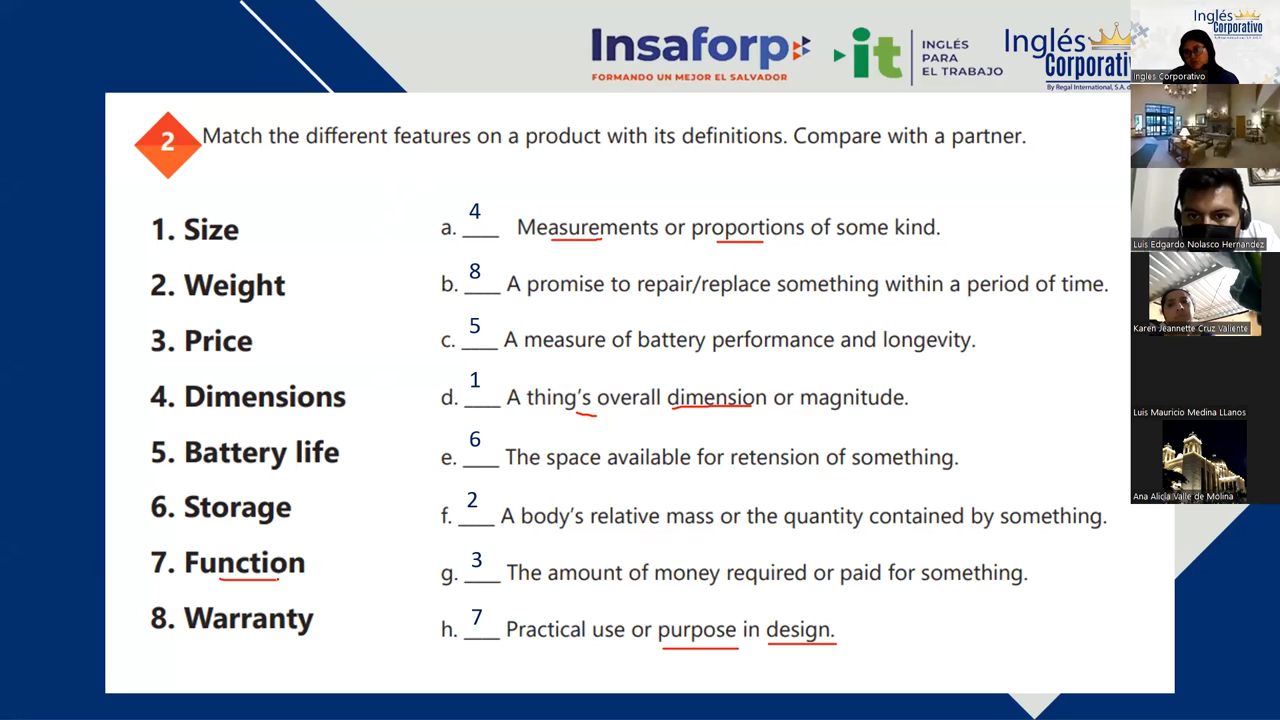 Insaforp
FORMANDO UN MEJOR EL SALVADOR
it
INGLÉS
PARA
EL TRABAJO
Inglés
Corporativ
By Regal International, S.A. d
2
Match the different features on a product with its definitions. Compare with a partner.
1. Size
2. Weight
3. Price
4. Dimensions
5. Battery life
6. Storage
7. Function
8. Warranty
a. 4 Measurements or proportions of some kind.
b. 8 A promise to repair/replace something within a period of time.
c. 5 A measure of battery performance and longevity.
d. 1 A thing's overall dimension or magnitude.
e. 6 The space available for retension of something.
f. 2 A body's relative mass or the quantity contained by something.
g. 3 The amount of money required or paid for something.
h. 7 Practical use or purpose in design.
Inglés
Corporativo
Ingles Corporativo
Luis Edgardo Nolasco Hernandez
Karen Jeannette Cruz Valiente
Luis Mauricio Medina LLanos
Ana Alicia Valle de Molina